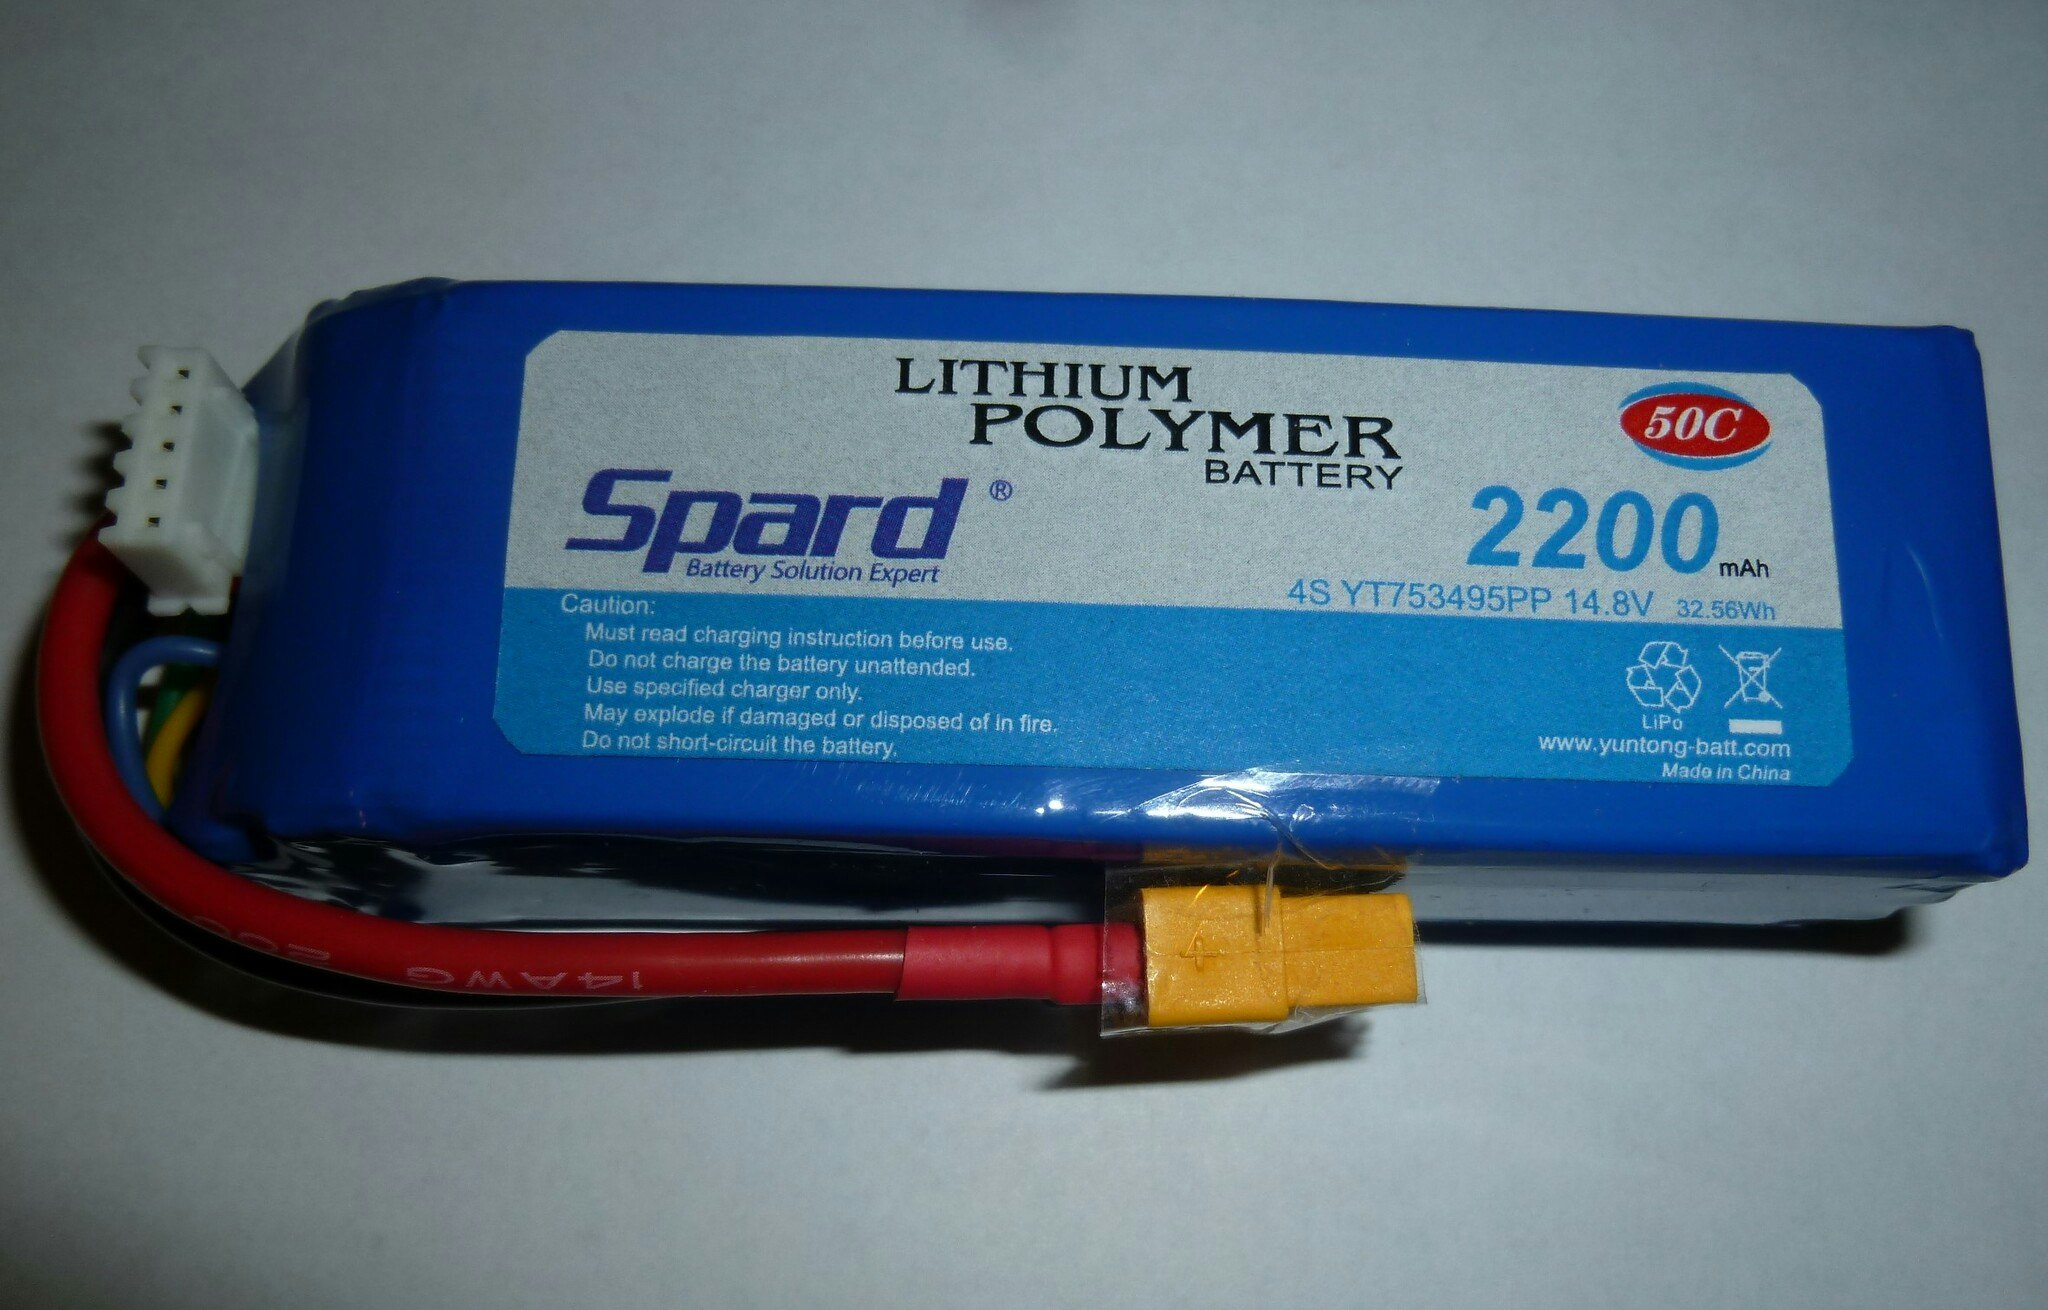 LITHIUM
POLYMER
BATTERY
50C
Spard ®
Battery Solution Expert
2200 mAh
4S YT753495PP 14.8V 32.56Wh
Caution:
Must read charging instruction before use.
Do not charge the battery unattended.
Use specified charger only.
May explode if damaged or disposed of in fire.
Do not short-circuit the battery.
LiPo
www.yuntong-batt.com
Made in China
14AWG